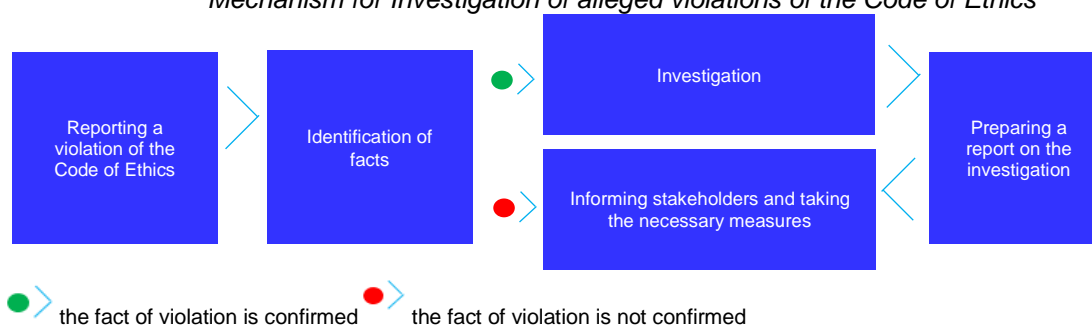 Mechanism for Investigation of alleged violations of the Code of Ethics
Reporting a
violation of the
Code of Ethics
Identification of
facts
Investigation
Informing stakeholders and taking
the necessary measures
Preparing a
report on the
investigation
the fact of violation is confirmed
the fact of violation is not confirmed